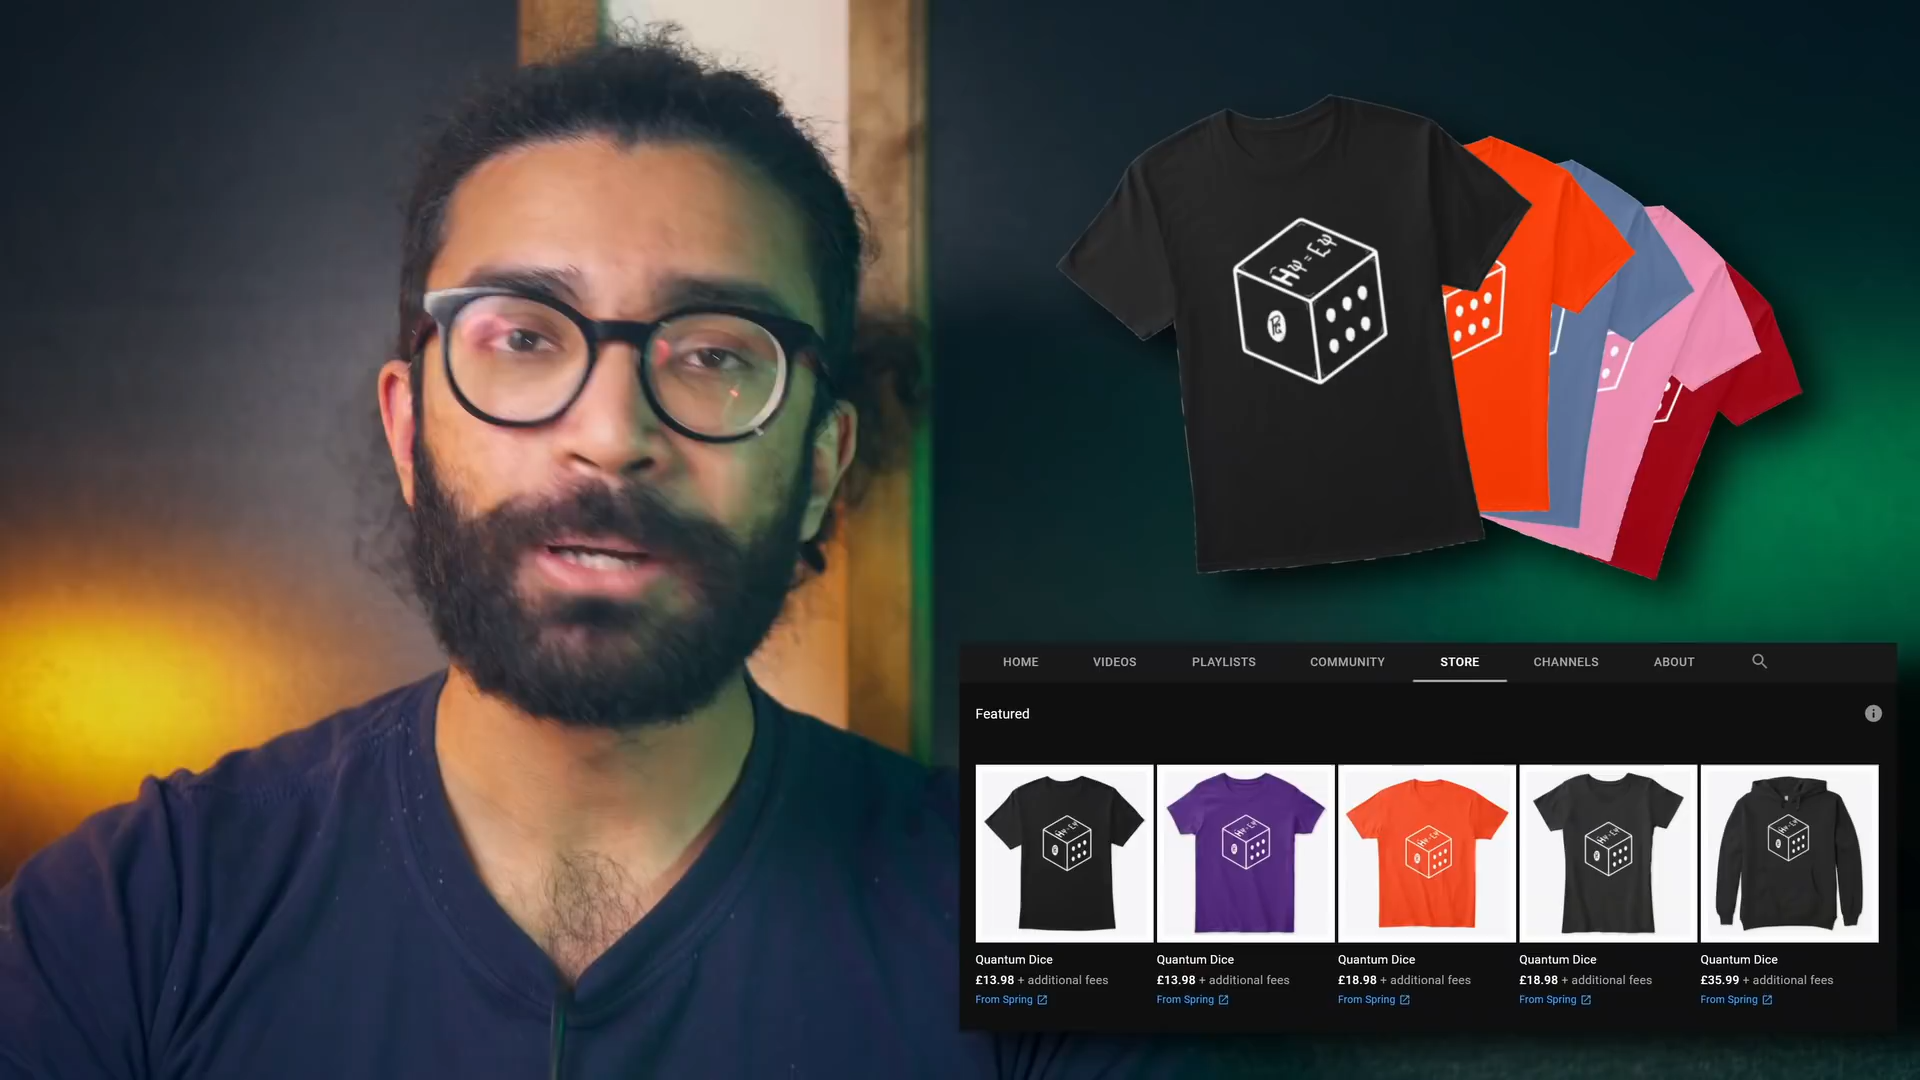 Ĥψ = Eψ
HOME VIDEOS PLAYLISTS COMMUNITY STORE CHANNELS ABOUT
Featured
Quantum Dice Quantum Dice Quantum Dice Quantum Dice Quantum Dice
£13.98 + additional fees £13.98 + additional fees £18.98 + additional fees £18.98 + additional fees £35.99 + additional fees
From Spring From Spring From Spring From Spring From Spring